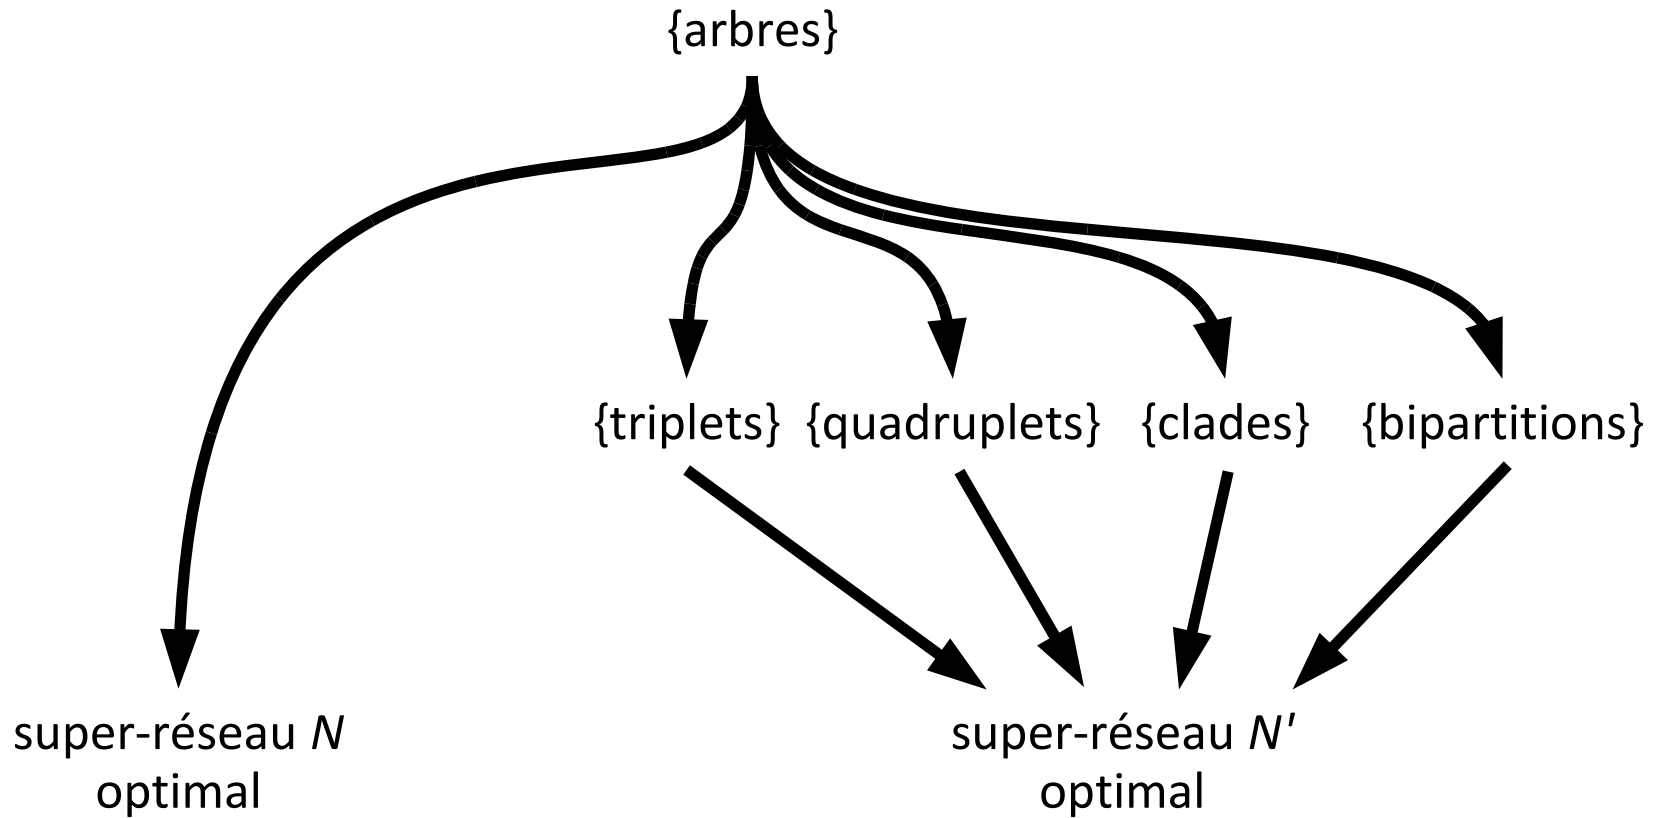 {arbres}
{triplets} {quadruplets} {clades} {bipartitions}
super-réseau N
optimal
super-réseau N'
optimal